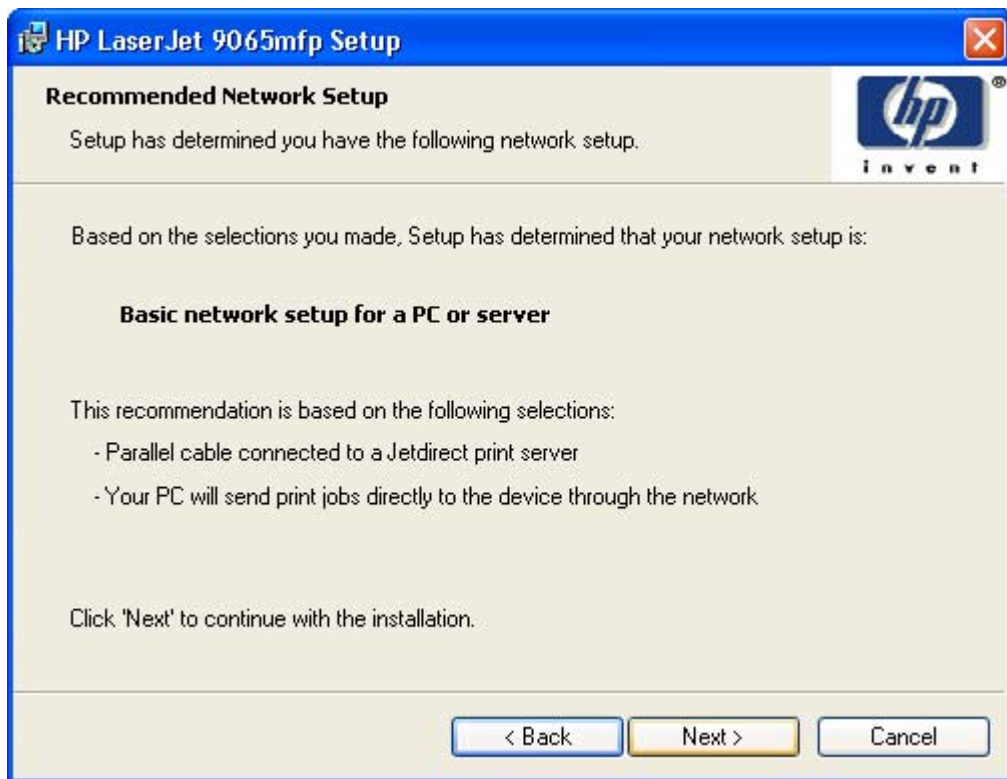 HP LaserJet 9065mfp Setup
Recommended Network Setup
Setup has determined you have the following network setup.
hp
®
invent
Based on the selections you made, Setup has determined that your network setup is:
Basic network setup for a PC or server
This recommendation is based on the following selections:
- Parallel cable connected to a Jetdirect print server
- Your PC will send print jobs directly to the device through the network
Click 'Next' to continue with the installation.
< Back Next > Cancel